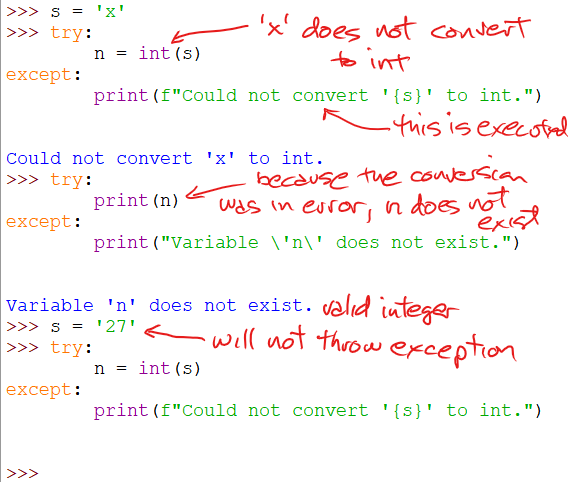 >>> s = 'x'
'x' does not convert
>>> try:
to int
        n = int(s)
except:
        print(f"Could not convert '{s}' to int.")
this is executed
Could not convert 'x' to int.
>>> try:
because the conversion
        print(n)
was in error, n does not
exist
except:
        print("Variable \'n\' does not exist.")
Variable 'n' does not exist.
valid integer
>>> s = '27'
will not throw exception
>>> try:
        n = int(s)
except:
        print(f"Could not convert '{s}' to int.")
>>>